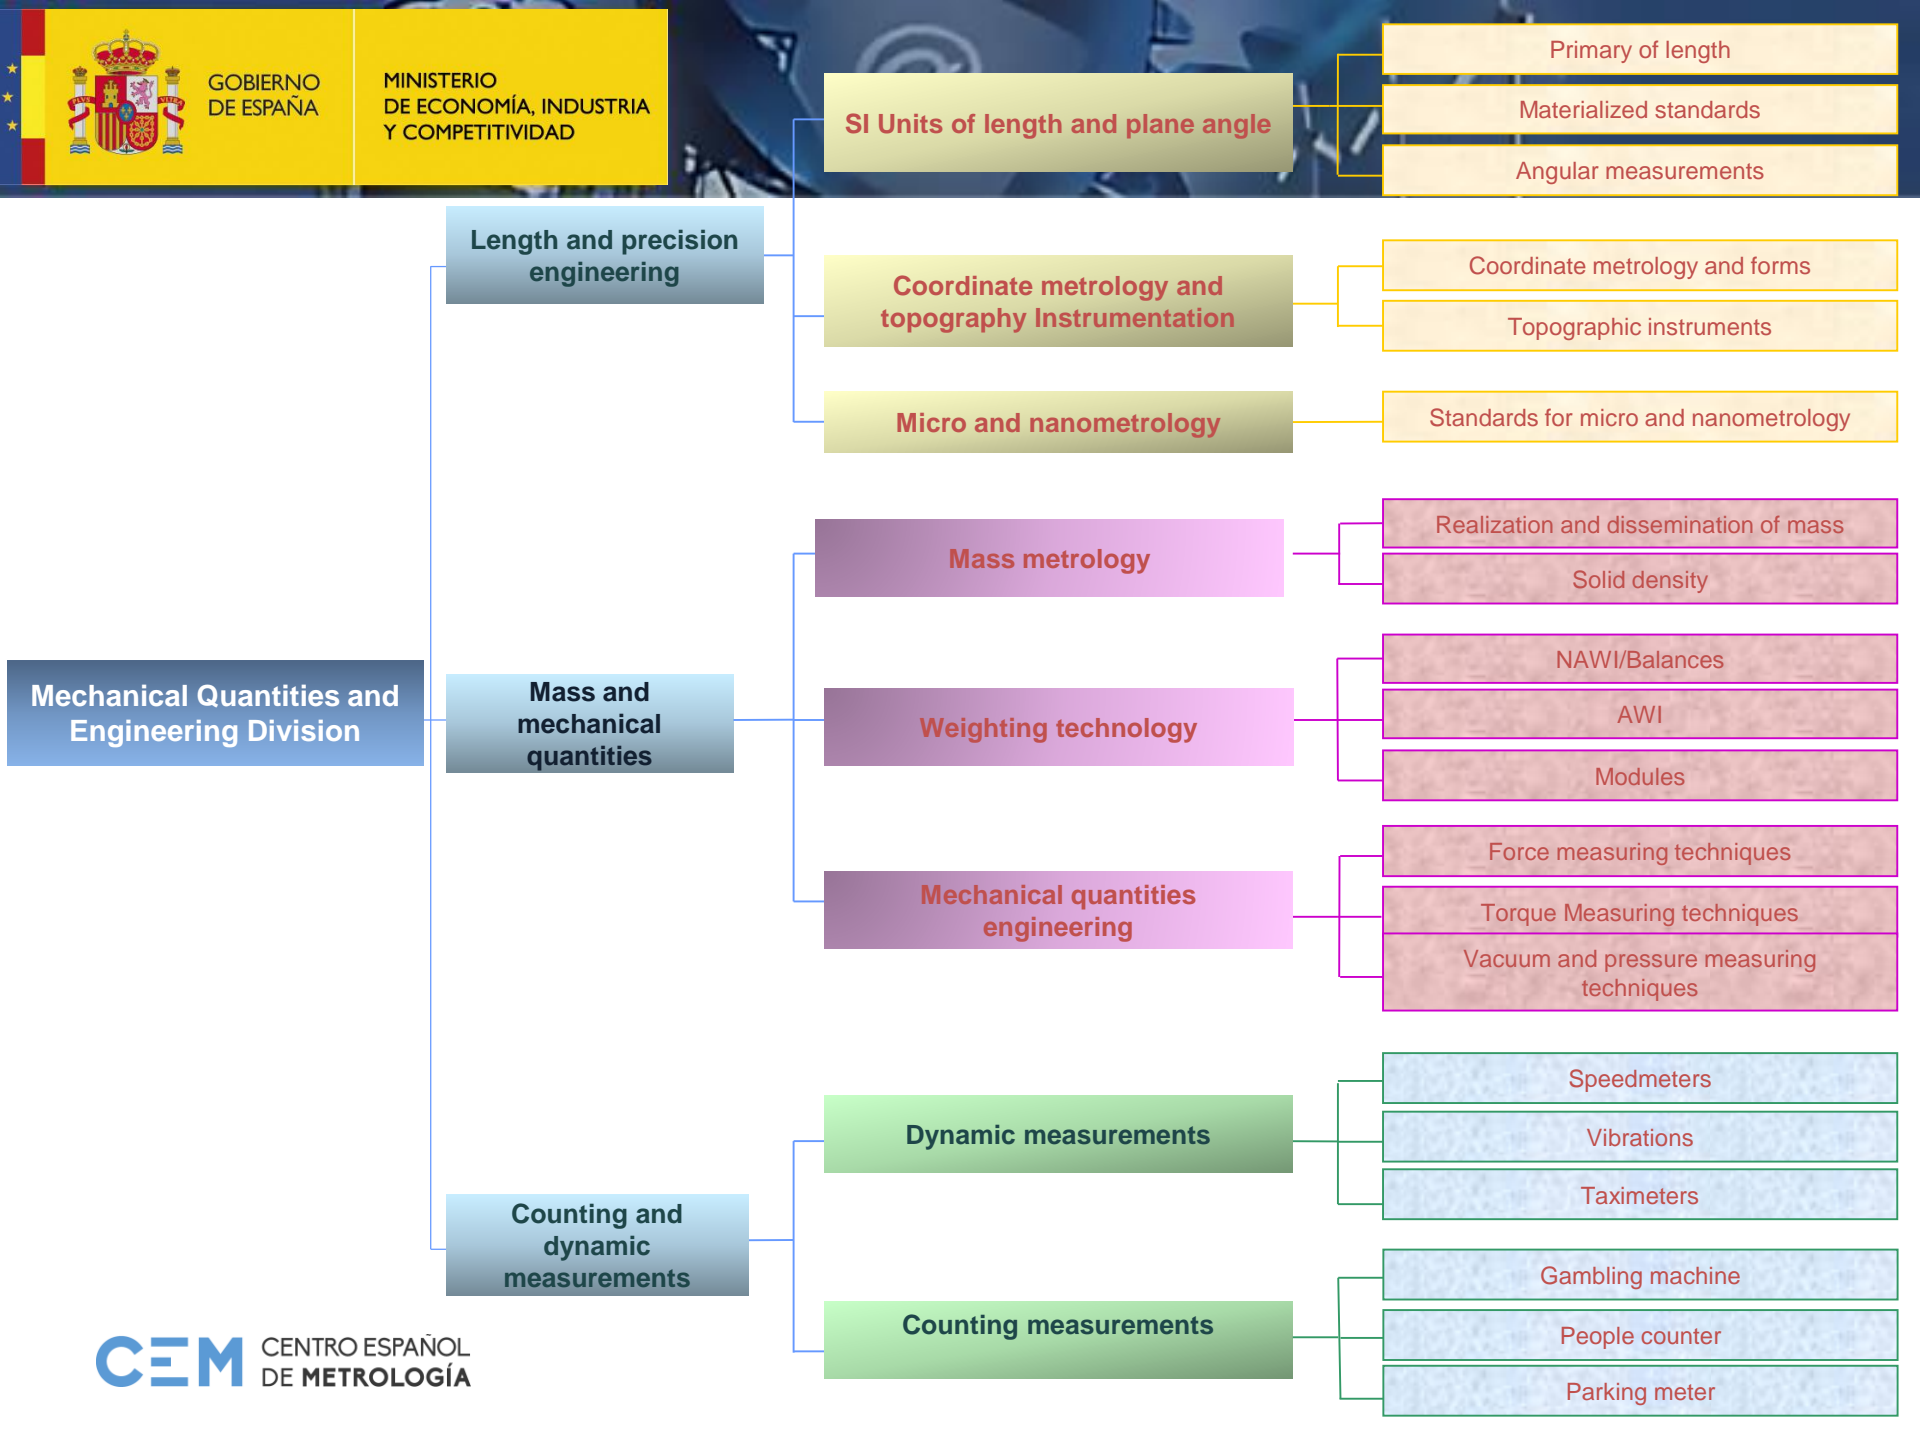 GOBIERNO
DE ESPAÑA
MINISTERIO
DE ECONOMÍA, INDUSTRIA
Y COMPETITIVIDAD
Mechanical Quantities and
Engineering Division
Length and precision
engineering
SI Units of length and plane angle
Primary of length
Materialized standards
Angular measurements
Coordinate metrology and
topography Instrumentation
Coordinate metrology and forms
Topographic instruments
Micro and nanometrology
Standards for micro and nanometrology
Mass and
mechanical
quantities
Mass metrology
Realization and dissemination of mass
Solid density
Weighting technology
NAWI/Balances
AWI
Modules
Mechanical quantities
engineering
Force measuring techniques
Torque Measuring techniques
Vacuum and pressure measuring
techniques
Counting and
dynamic
measurements
Dynamic measurements
Speedmeters
Vibrations
Taximeters
Counting measurements
Gambling machine
People counter
Parking meter
CEM
CENTRO ESPAÑOL
DE METROLOGÍA